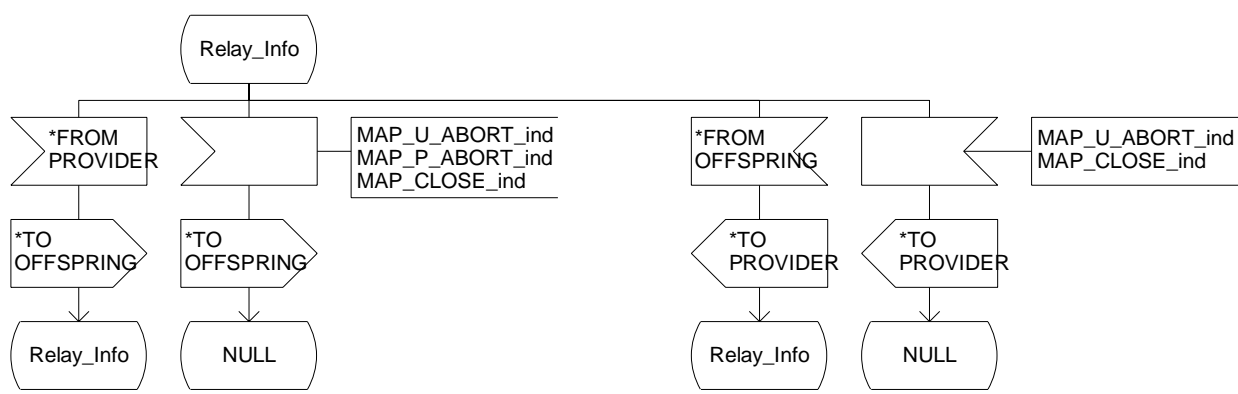 Relay_Info
*FROM
PROVIDER
MAP_U_ABORT_ind
MAP_P_ABORT_ind
MAP_CLOSE_ind
*FROM
OFFSPRING
MAP_U_ABORT_ind
MAP_CLOSE_ind
*TO
OFFSPRING
*TO
OFFSPRING
*TO
PROVIDER
*TO
PROVIDER
Relay_Info
NULL
Relay_Info
NULL